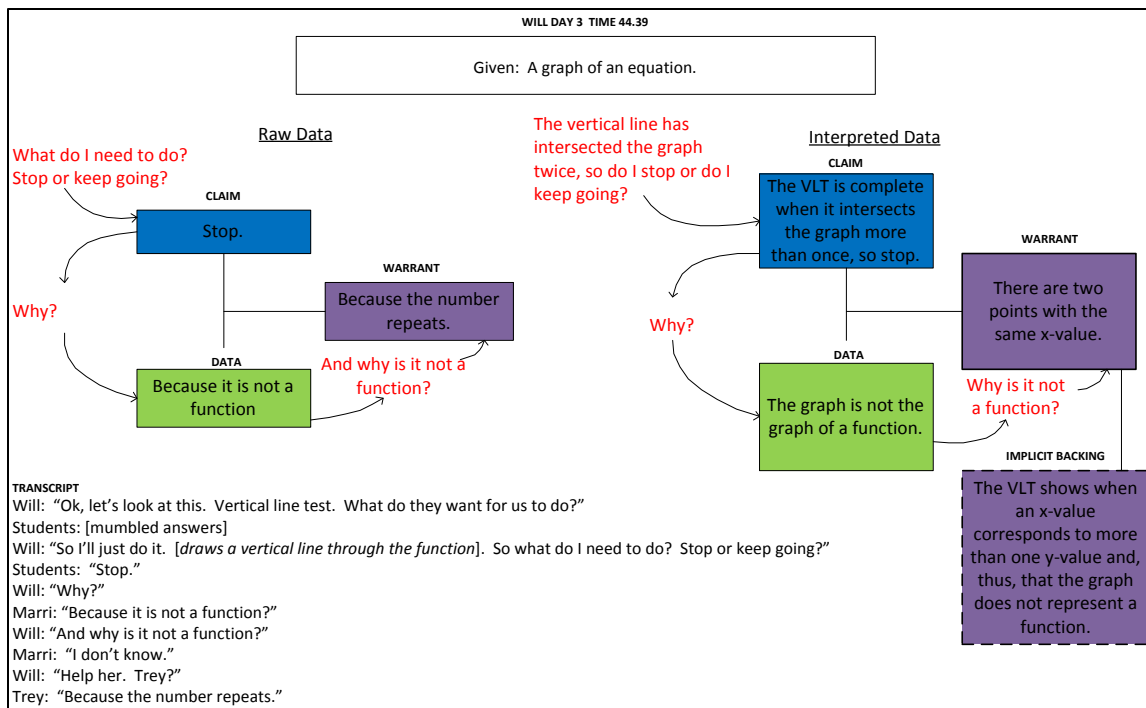 WILL DAY 3  TIME 44.39
Given:  A graph of an equation.
Raw Data
What do I need to do?
Stop or keep going?
CLAIM
Stop.
Why?
WARRANT
Because the number
repeats.
DATA
Because it is not a
function
And why is it not a
function?
Interpreted Data
The vertical line has
intersected the graph
twice, so do I stop or do I
keep going?
CLAIM
The VLT is complete
when it intersects
the graph more
than once, so stop.
Why?
WARRANT
There are two
points with the
same x-value.
DATA
The graph is not the
graph of a function.
Why is it not
a function?
IMPLICIT BACKING
The VLT shows when
an x-value
corresponds to more
than one y-value and,
thus, that the graph
does not represent a
function.
TRANSCRIPT
Will:  “Ok, let’s look at this.  Vertical line test.  What do they want for us to do?”
Students: [mumbled answers]
Will: “So I’ll just do it.  [draws a vertical line through the function].  So what do I need to do?  Stop or keep going?”
Students:  “Stop.”
Will: “Why?”
Marri: “Because it is not a function?”
Will: “And why is it not a function?”
Marri:  “I don’t know.”
Will: “Help her.  Trey?”
Trey:  “Because the number repeats.”